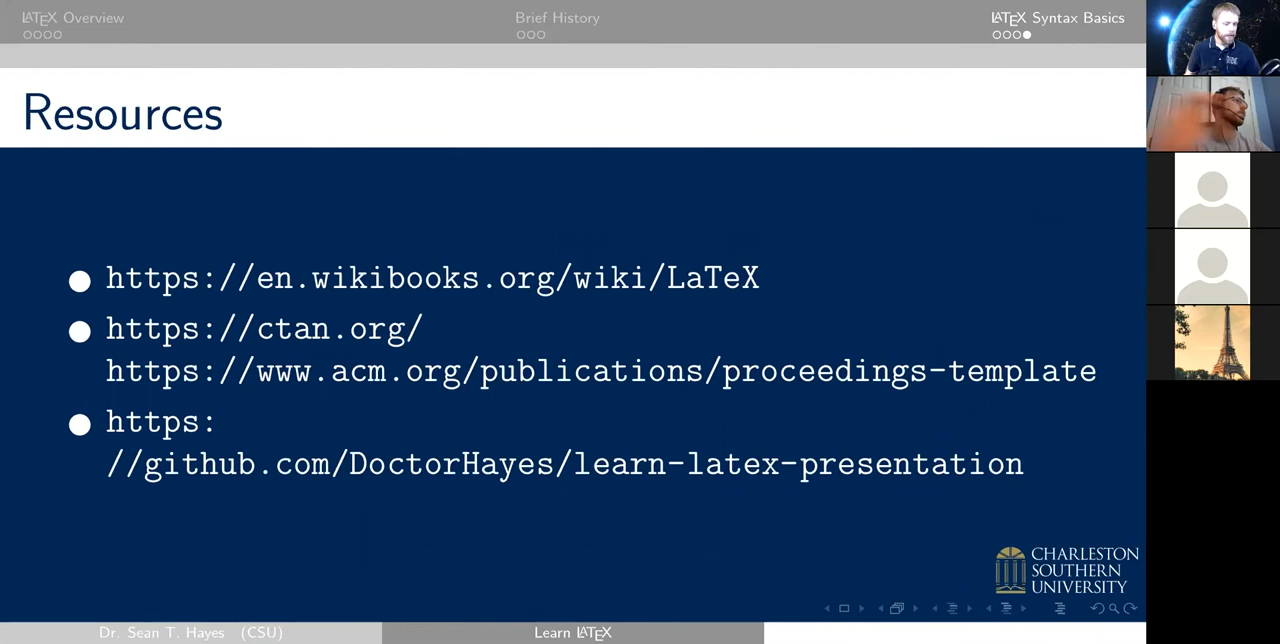 LATEX Overview
Brief History
LATEX Syntax Basics
Resources
https://en.wikibooks.org/wiki/LaTeX
https://ctan.org/
https://www.acm.org/publications/proceedings-template
https:
//github.com/DoctorHayes/learn-latex-presentation
CHARLESTON
SOUTHERN
UNIVERSITY
Dr. Sean T. Hayes (CSU)
Learn LATEX